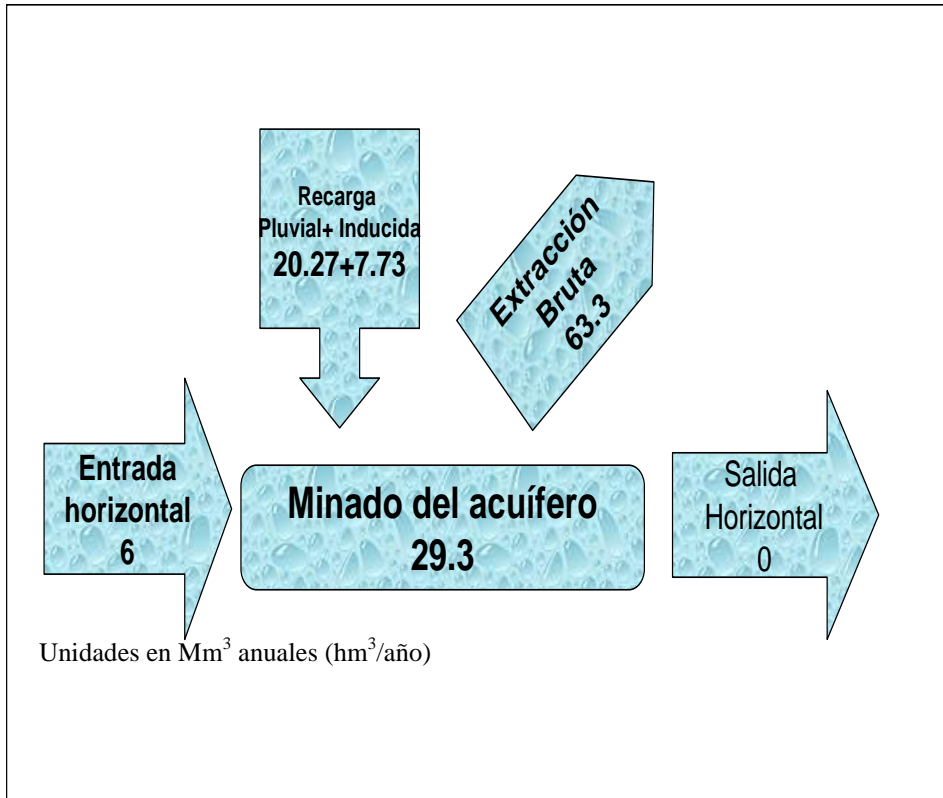 Recarga
Pluvial+ Inducida
20.27+7.73
Extracción
Bruta
63.3
Entrada
horizontal
6
Minado del acuífero
29.3
Salida
Horizontal
0
Unidades en Mm³ anuales (hm³/año)